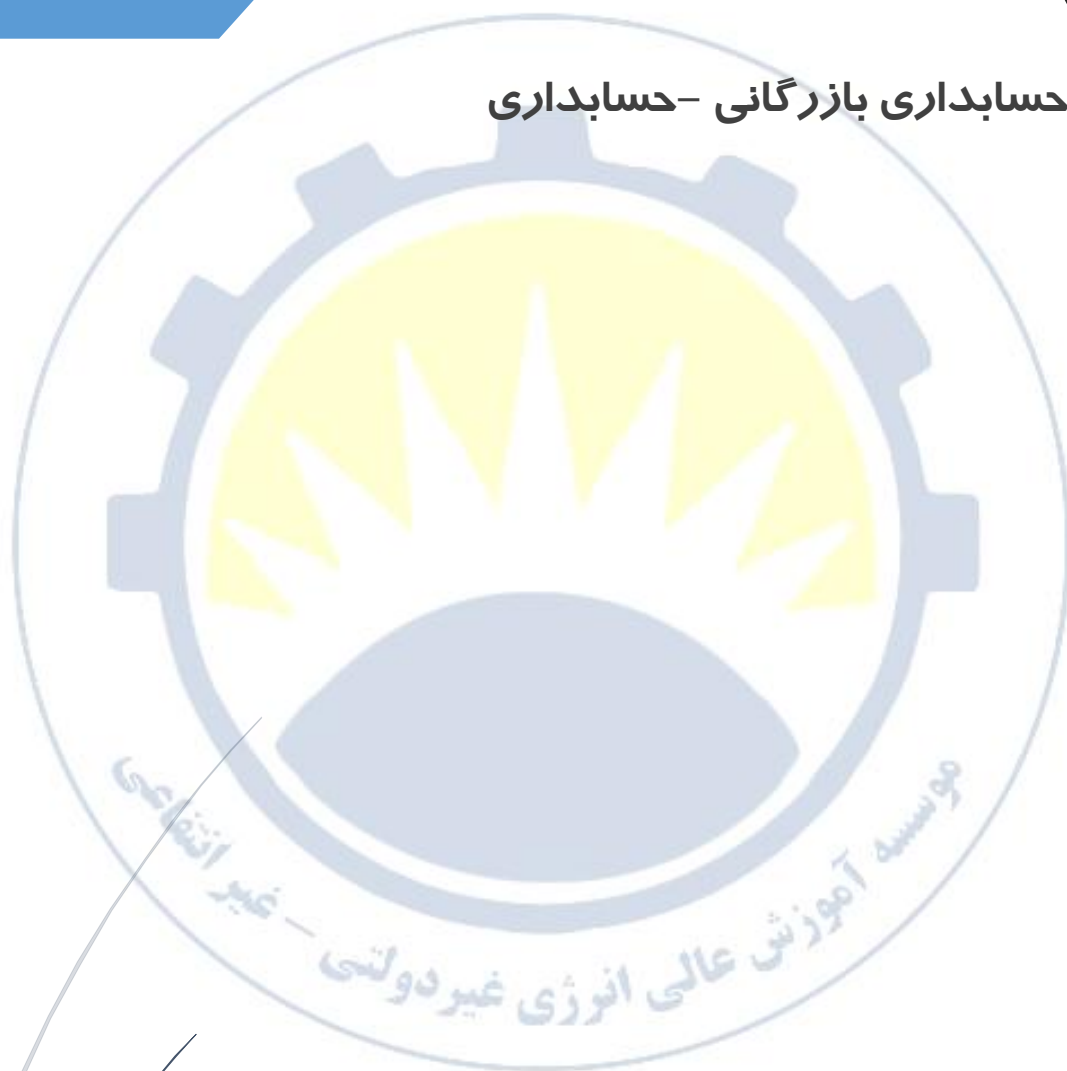 حسابداری بازرگانی –حسابداری
موسسه آموزش عالی انرژی غیردولتی – غیر انتفاعی